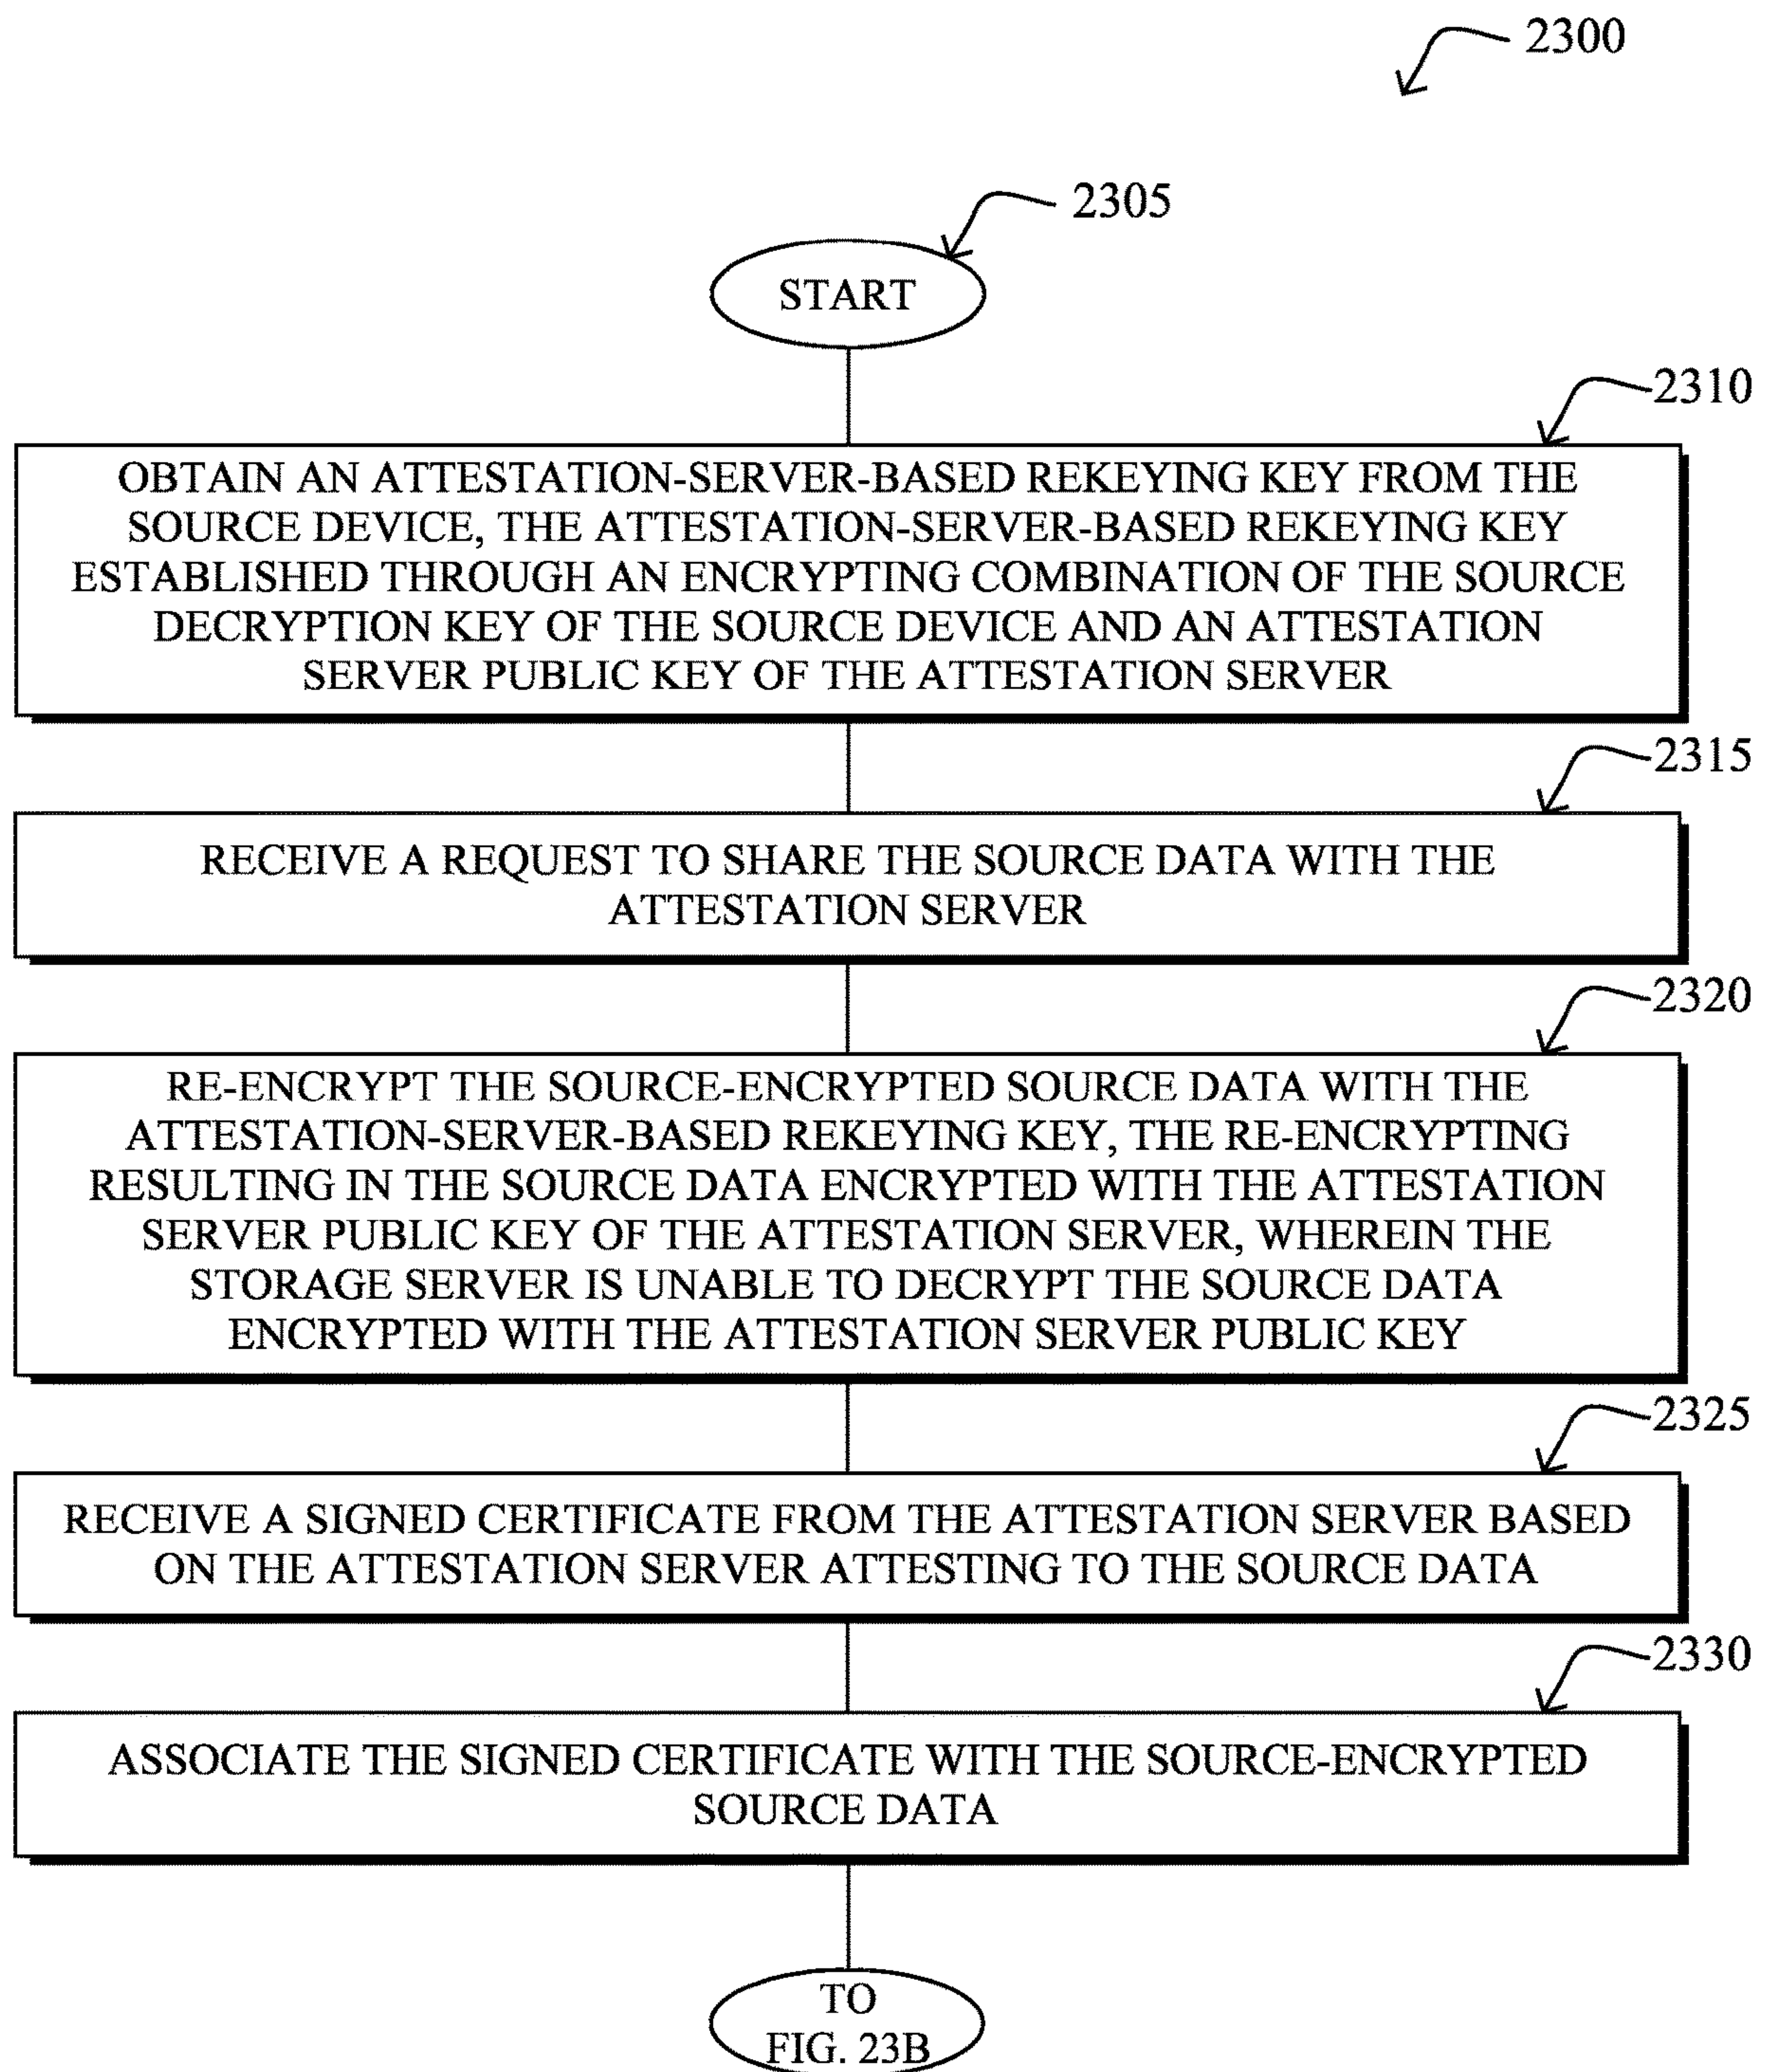 2300
2305
START
2310
OBTAIN AN ATTESTATION-SERVER-BASED REKEYING KEY FROM THE
SOURCE DEVICE, THE ATTESTATION-SERVER-BASED REKEYING KEY
ESTABLISHED THROUGH AN ENCRYPTING COMBINATION OF THE SOURCE
DECRYPTION KEY OF THE SOURCE DEVICE AND AN ATTESTATION
SERVER PUBLIC KEY OF THE ATTESTATION SERVER
2315
RECEIVE A REQUEST TO SHARE THE SOURCE DATA WITH THE
ATTESTATION SERVER
2320
RE-ENCRYPT THE SOURCE-ENCRYPTED SOURCE DATA WITH THE
ATTESTATION-SERVER-BASED REKEYING KEY, THE RE-ENCRYPTING
RESULTING IN THE SOURCE DATA ENCRYPTED WITH THE ATTESTATION
SERVER PUBLIC KEY OF THE ATTESTATION SERVER, WHEREIN THE
STORAGE SERVER IS UNABLE TO DECRYPT THE SOURCE DATA
ENCRYPTED WITH THE ATTESTATION SERVER PUBLIC KEY
2325
RECEIVE A SIGNED CERTIFICATE FROM THE ATTESTATION SERVER BASED
ON THE ATTESTATION SERVER ATTESTING TO THE SOURCE DATA
2330
ASSOCIATE THE SIGNED CERTIFICATE WITH THE SOURCE-ENCRYPTED
SOURCE DATA
TO
FIG. 23B